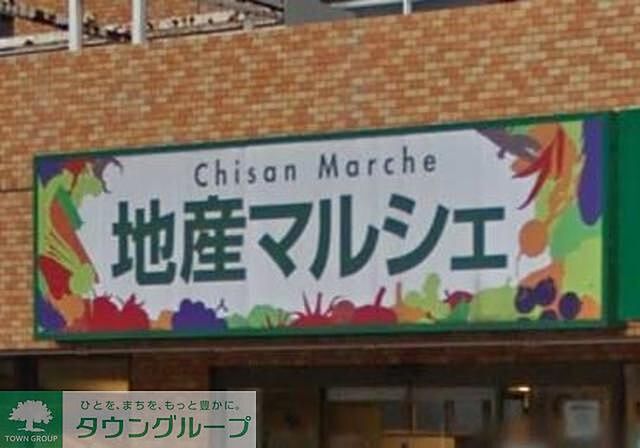 Chisan Marche
地産マルシェ
ひとを、まちを、もっと豊かに。
タウングループ
TOWN GROUP